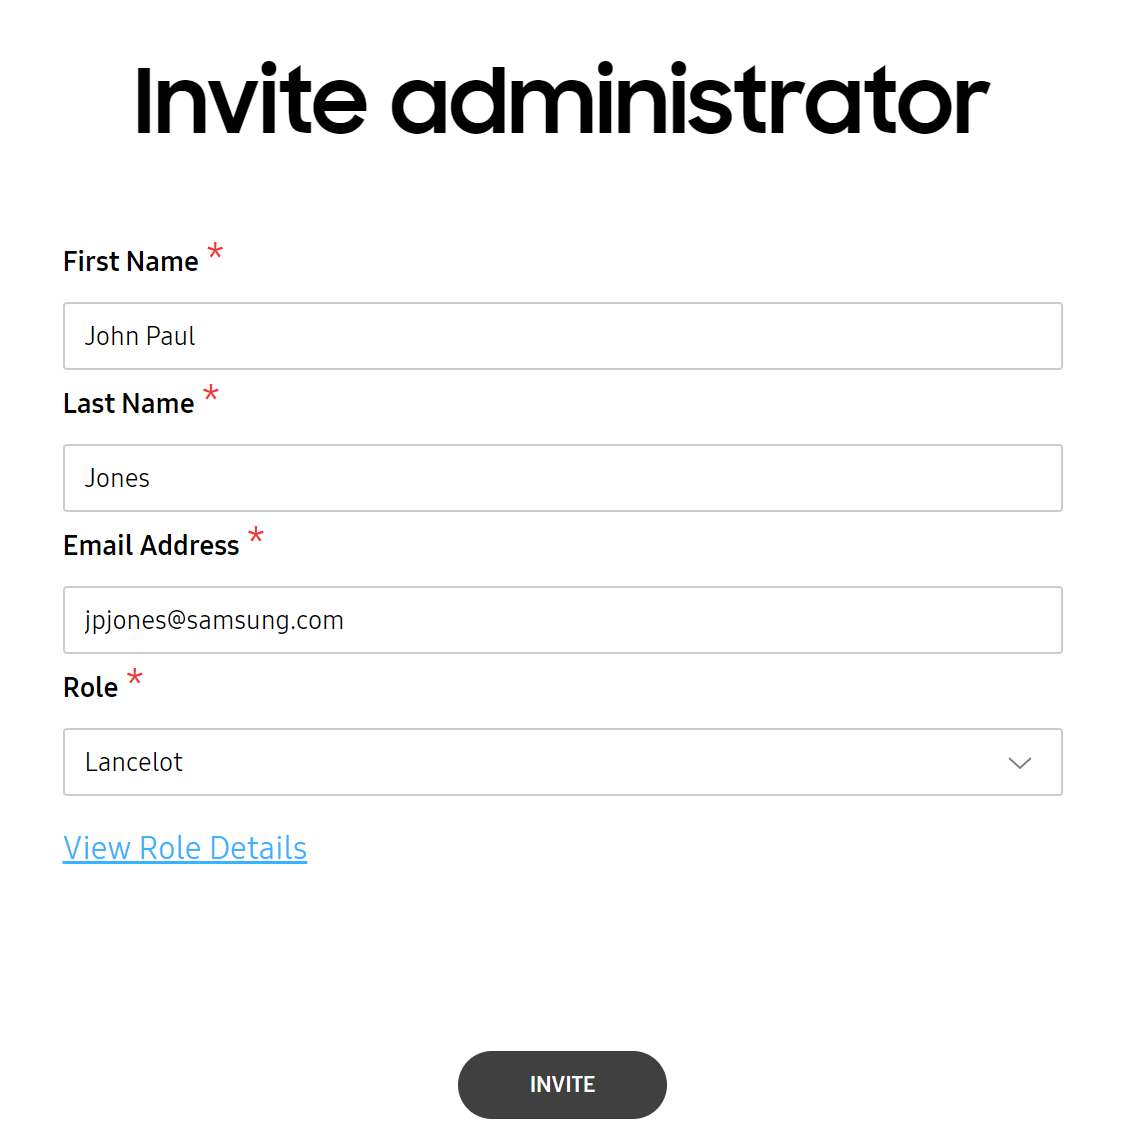 Invite administrator
First Name *
John Paul
Last Name *
Jones
Email Address *
jpjones@samsung.com
Role *
Lancelot
View Role Details
INVITE